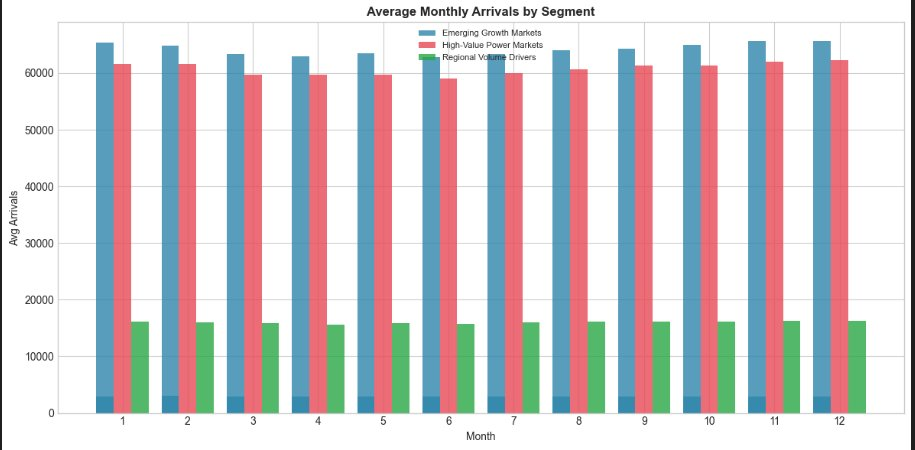 Average Monthly Arrivals by Segment
Emerging Growth Markets
High-Value Power Markets
Regional Volume Drivers
60000
50000
40000
30000
20000
10000
0
Avg Arrivals
1 2 3 4 5 6 7 8 9 10 11 12
Month